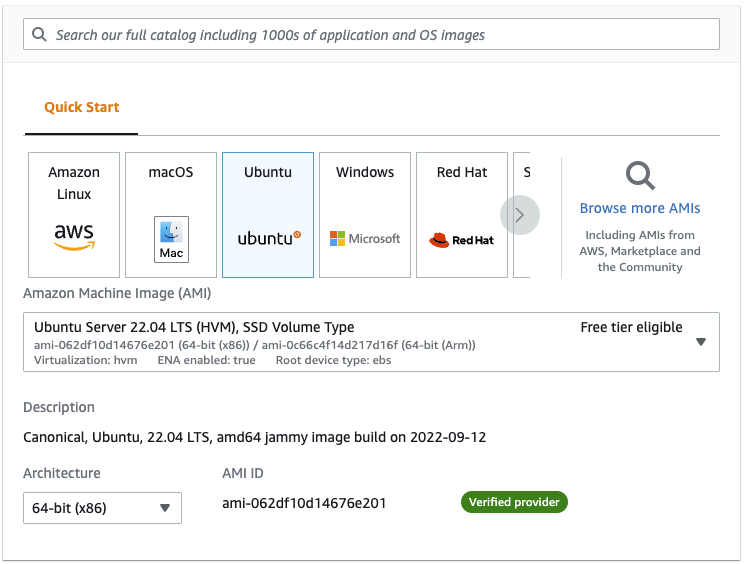 Search our full catalog including 1000s of application and OS images
Quick Start
Amazon
Linux
aws
macOS
Mac
Ubuntu
ubuntu
Windows
Microsoft
Red Hat
Red Hat
S
Browse more AMIs
Including AMIs from
AWS, Marketplace and
the Community
Amazon Machine Image (AMI)
Ubuntu Server 22.04 LTS (HVM), SSD Volume Type
Free tier eligible
ami-062df10d14676e201 (64-bit (x86)) / ami-0c66c4f14d217d16f (64-bit (Arm))
Virtualization: hvm ENA enabled: true Root device type: ebs
Description
Canonical, Ubuntu, 22.04 LTS, amd64 jammy image build on 2022-09-12
Architecture
AMI ID
64-bit (x86)
ami-062df10d14676e201
Verified provider